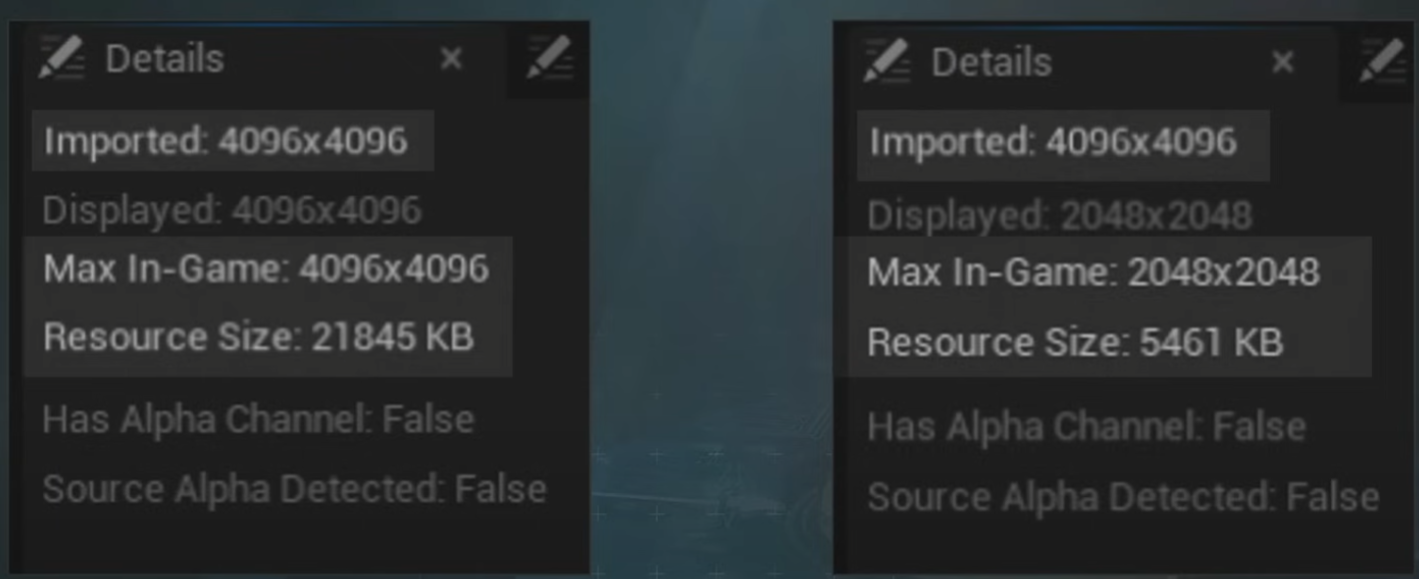 Details
Imported: 4096x4096
Displayed: 4096x4096
Max In-Game: 4096x4096
Resource Size: 21845 KB
Has Alpha Channel: False
Source Alpha Detected: False
Details
Imported: 4096x4096
Displayed: 2048x2048
Max In-Game: 2048x2048
Resource Size: 5461 KB
Has Alpha Channel: False
Source Alpha Detected: False